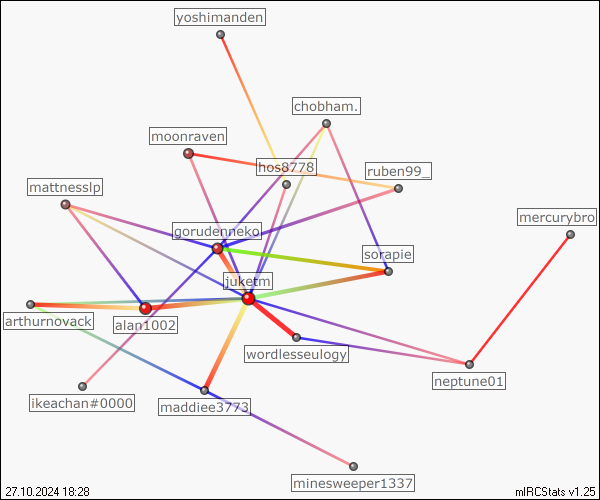 yoshimanden
chobham.
moonraven
hos8778
ruben99_
mattnesslp
mercurybro
gorudenneko
sorapie
juketm
arthurnovack
alan1002
wordlesseulogy
neptune01
ikeachan#0000
maddiee3773
minesweeper1337
27.10.2024 18:28
mIRCStats v1.25